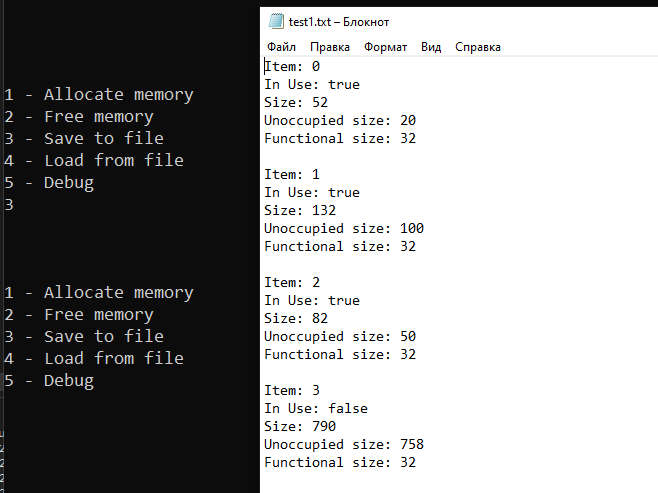 1 - Allocate memory
2 - Free memory
3 - Save to file
4 - Load from file
5 - Debug
3
1 - Allocate memory
2 - Free memory
3 - Save to file
4 - Load from file
5 - Debug
test1.txt – Блокнот
Файл Правка Формат Вид Справка
Item: 0
In Use: true
Size: 52
Unoccupied size: 20
Functional size: 32
Item: 1
In Use: true
Size: 132
Unoccupied size: 100
Functional size: 32
Item: 2
In Use: true
Size: 82
Unoccupied size: 50
Functional size: 32
Item: 3
In Use: false
Size: 790
Unoccupied size: 758
Functional size: 32